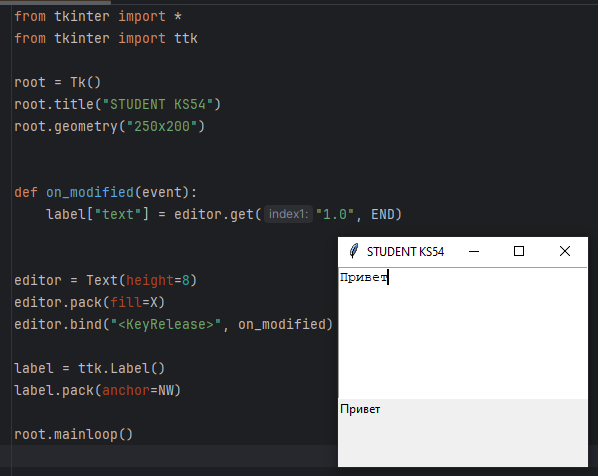 from tkinter import *
from tkinter import ttk
root = Tk()
root.title("STUDENT KS54")
root.geometry("250x200")
def on_modified(event):
label["text"] = editor.get( index1: "1.0", END)
editor = Text(height=8)
editor.pack(fill=X)
editor.bind("<KeyRelease>", on_modified)
label = ttk.Label()
label.pack(anchor=NW)
root.mainloop()
STUDENT KS54
Привет
Привет